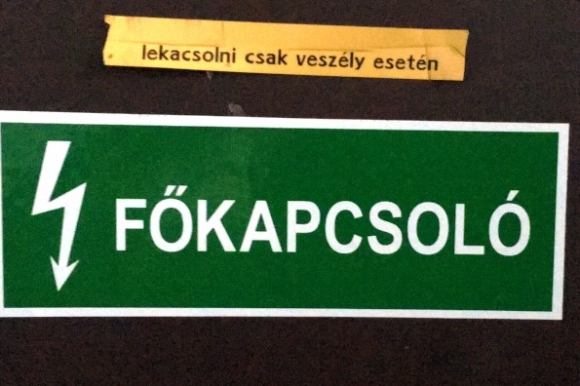 lekacsolni csak veszély esetén
FŐKAPCSOLÓ